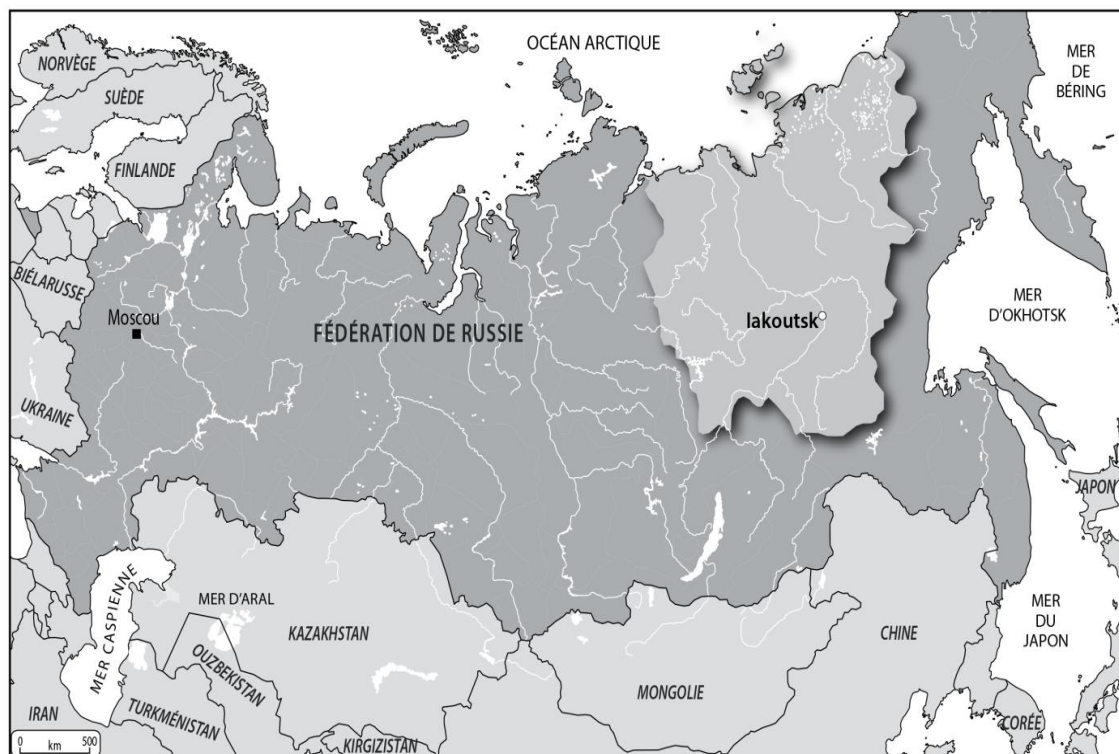 OCÉAN ARCTIQUE
NORVÈGE
SUÈDE
FINLANDE
MER
DE
BÉRING
BIÉLARUSSE
Moscou
FÉDÉRATION DE RUSSIE
Iakoutsk
MER
D'OKHOTSK
UKRAINE
JAPON
MER CASPIENNE
MER D'ARAL
KAZAKHSTAN
OUZBEKISTAN
TURKMÉNISTAN
KIRGIZISTAN
MONGOLIE
CHINE
MER
DU
JAPON
CORÉE
IRAN
0 km 500